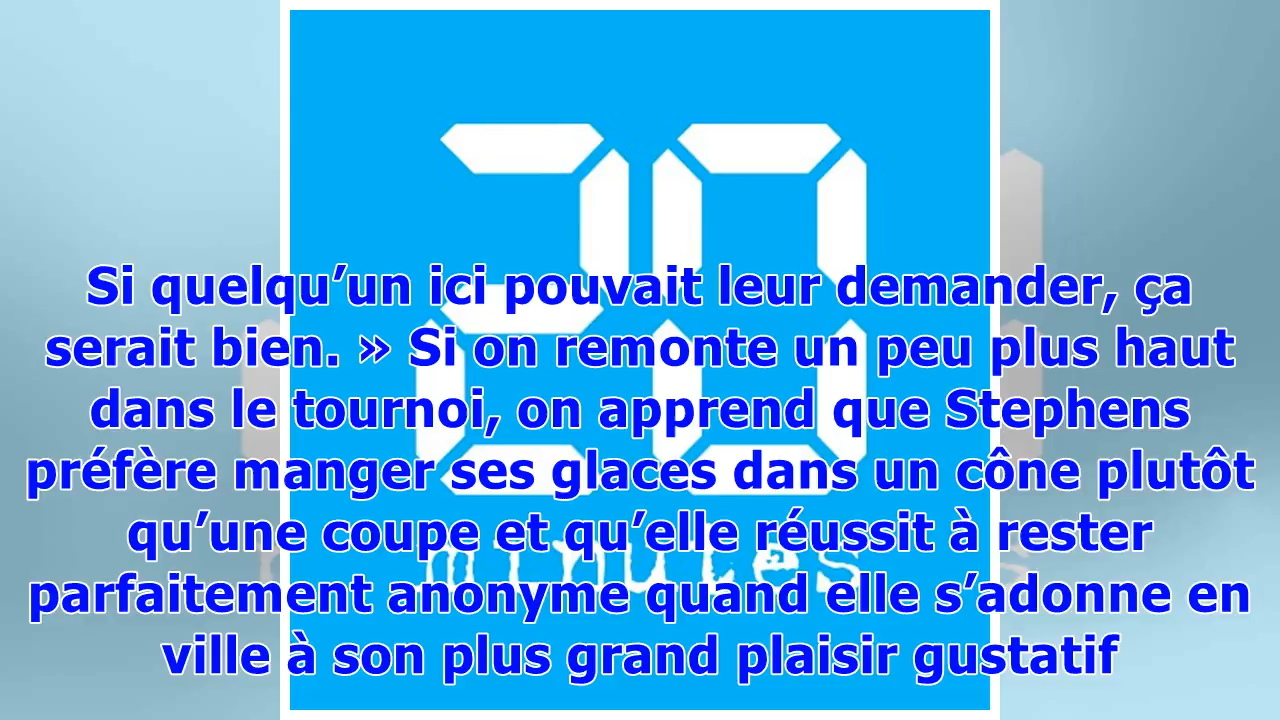 20
minutes
Si quelqu’un ici pouvait leur demander, ça
serait bien. » Si on remonte un peu plus haut
dans le tournoi, on apprend que Stephens
préfère manger ses glaces dans un cône plutôt
qu’une coupe et qu’elle réussit à rester
parfaitement anonyme quand elle s’adonne en
ville à son plus grand plaisir gustatif